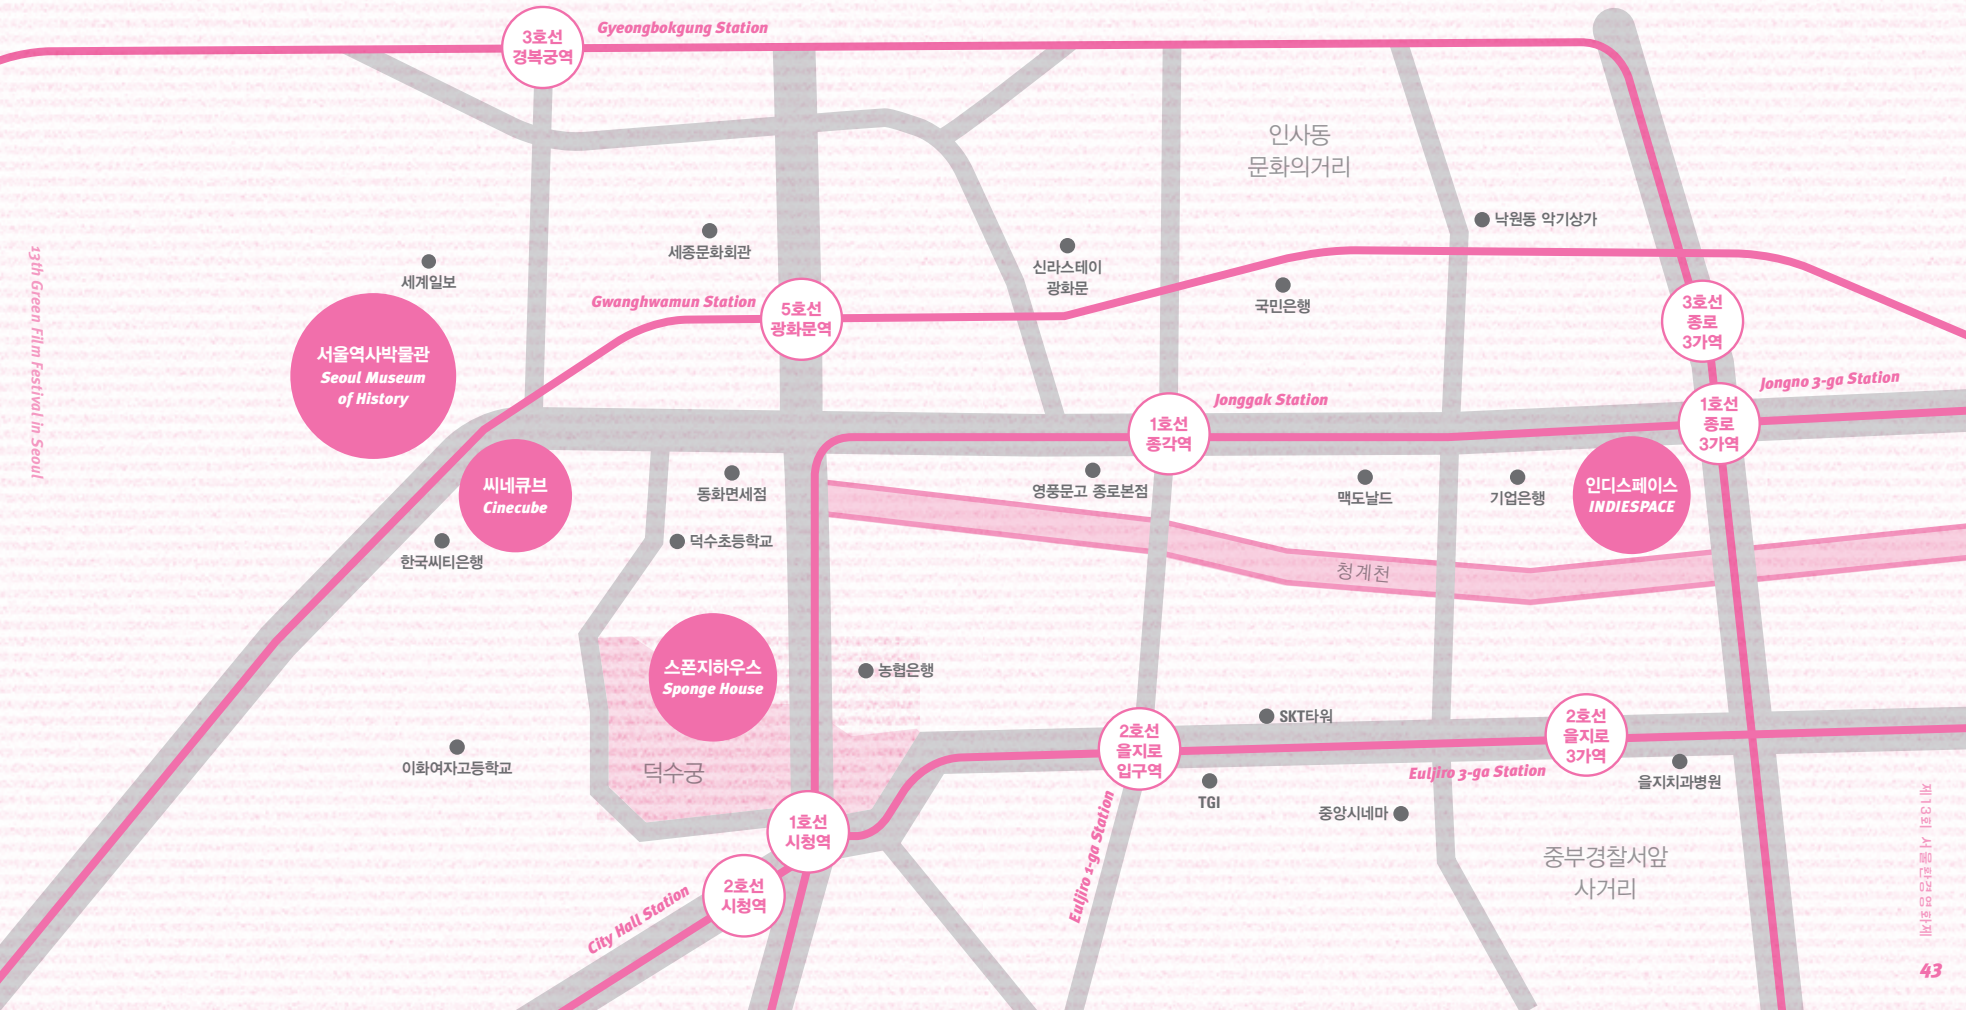 3호선
경복궁역
Gyeongbokgung Station
인사동
문화의거리
낙원동 악기상가
세종문화회관
신라스테이
광화문
세계일보
국민은행
Gwanghwamun Station
5호선
광화문역
3호선
종로
3가역
서울역사박물관
Seoul Museum
of History
Jongno 3-ga Station
Jonggak Station
1호선
종각역
1호선
종로
3가역
씨네큐브
Cinecube
동화면세점
영풍문고 종로본점
맥도날드
기업은행
인디스페이스
INDIESPACE
한국씨티은행
덕수초등학교
청계천
스폰지하우스
Sponge House
농협은행
SKT타워
2호선
을지로
입구역
2호선
을지로
3가역
이화여자고등학교
덕수궁
Euljiro 3-ga Station
을지치과병원
TGI
중앙시네마
1호선
시청역
Euljiro 1-ga Station
중부경찰서앞
사거리
2호선
시청역
City Hall Station
13th Green Film Festival in Seoul
제13회 서울환경영화제
43